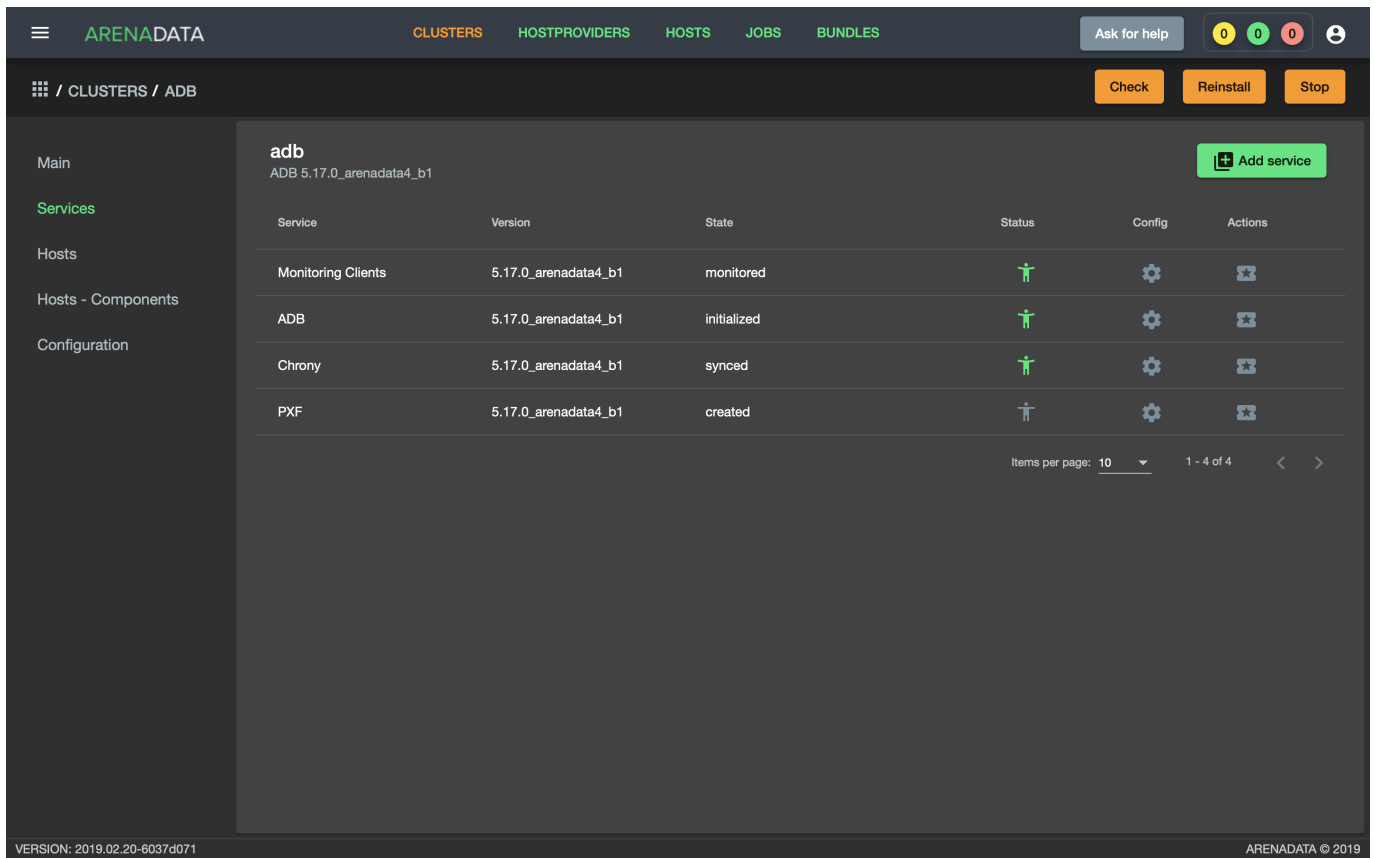 ARENADATA CLUSTERS HOSTPROVIDERS HOSTS JOBS BUNDLES Ask for help 0 0 0
/ CLUSTERS / ADB Check Reinstall Stop
Main
Services
Hosts
Hosts - Components
Configuration
adb
ADB 5.17.0_arenadata4_b1
Add service
Service Version State Status Config Actions
Monitoring Clients 5.17.0_arenadata4_b1 monitored
ADB 5.17.0_arenadata4_b1 initialized
Chrony 5.17.0_arenadata4_b1 synced
PXF 5.17.0_arenadata4_b1 created
Items per page: 10 1 - 4 of 4
VERSION: 2019.02.20-6037d071 ARENADATA © 2019